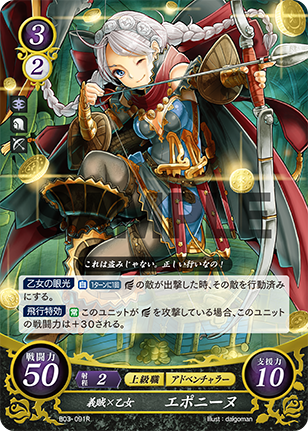 3
2
SAMPLE
これは盗みじゃない、正しい行いなの!
乙女の眼光 自 1ターンに1回 の敵が出撃した時、その敵を行動済み
にする。
飛行特効 常 このユニットが を攻撃している場合、このユニット
の戦闘力は+30される。
戦闘力
50
射程 2 上級職 アドベンチャラー
支援力
10
義賊×乙女 エポニーヌ
B03-091R
Illust:daigoman